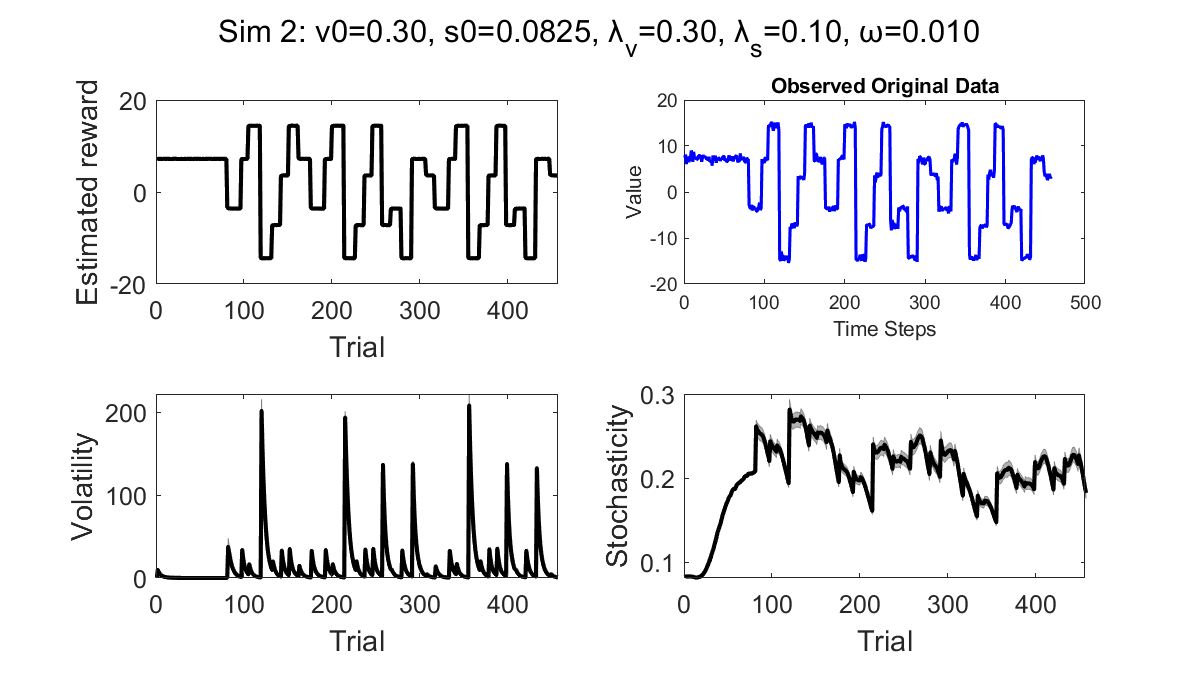 Sim 2: v0=0.30, s0=0.0825, λv=0.30, λs=0.10, ω=0.010
Observed Original Data
20
0
-20
Estimated reward
0 100 200 300 400
Trial
20
10
0
-10
-20
Value
0 100 200 300 400 500
Time Steps
200
100
0
Volatility
0 100 200 300 400
Trial
0.3
0.2
0.1
Stochasticity
0 100 200 300 400
Trial